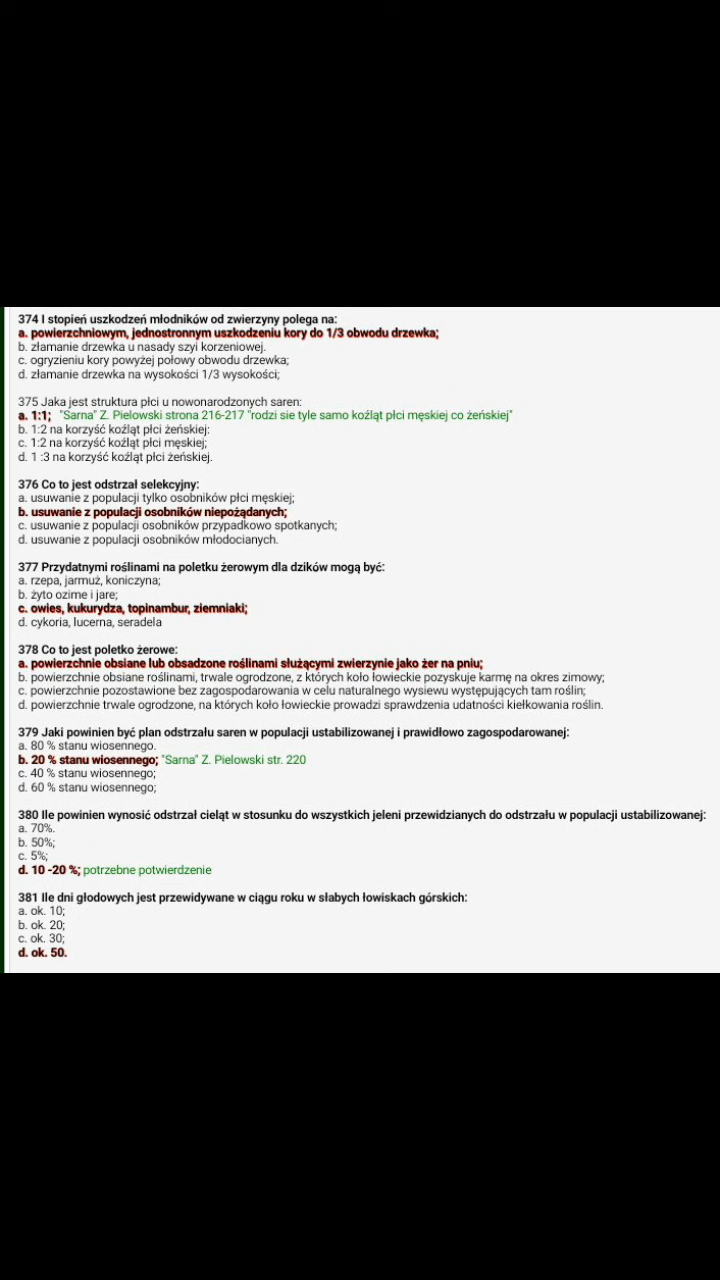 374 I stopień uszkodzeń młodników od zwierzyny polega na:
a. powierzchniowym, jednostronnym uszkodzeniu kory do 1/3 obwodu drzewka;
b. złamanie drzewka u nasady szyi korzeniowej.
c. ogryzieniu kory powyżej połowy obwodu drzewka;
d. złamanie drzewka na wysokości 1/3 wysokości;
375 Jaka jest struktura płci u nowonarodzonych saren:
a. 1:1; "Sarna" Z. Pielowski strona 216-217 "rodzi sie tyle samo koźląt płci męskiej co żeńskiej"
b. 1:2 na korzyść koźląt płci żeńskiej:
c. 1:2 na korzyść koźląt płci męskiej;
d. 1 :3 na korzyść koźląt płci żeńskiej.
376 Co to jest odstrzał selekcyjny:
a. usuwanie z populacji tylko osobników płci męskiej;
b. usuwanie z populacji osobników niepożądanych;
c. usuwanie z populacji osobników przypadkowo spotkanych;
d. usuwanie z populacji osobników młodocianych.
377 Przydatnymi roślinami na poletku żerowym dla dzików mogą być:
a. rzepa, jarmuż, koniczyna;
b. żyto ozime i jare;
c. owies, kukurydza, topinambur, ziemniaki;
d. cykoria, lucerna, seradela
378 Co to jest poletko żerowe:
a. powierzchnie obsiane lub obsadzone roślinami służącymi zwierzynie jako żer na pniu;
b. powierzchnie obsiane roślinami, trwale ogrodzone, z których koło łowieckie pozyskuje karmę na okres zimowy;
c. powierzchnie pozostawione bez zagospodarowania w celu naturalnego wysiewu występujących tam roślin;
d. powierzchnie trwale ogrodzone, na których koło łowieckie prowadzi sprawdzenia udatności kiełkowania roślin.
379 Jaki powinien być plan odstrzału saren w populacji ustabilizowanej i prawidłowo zagospodarowanej:
a. 80 % stanu wiosennego.
b. 20 % stanu wiosennego; "Sarna" Z. Pielowski str. 220
c. 40 % stanu wiosennego;
d. 60 % stanu wiosennego;
380 Ile powinien wynosić odstrzał cieląt w stosunku do wszystkich jeleni przewidzianych do odstrzału w populacji ustabilizowanej:
a. 70%.
b. 50%;
c. 5%;
d. 10 -20 %; potrzebne potwierdzenie
381 Ile dni głodowych jest przewidywane w ciągu roku w słabych łowiskach górskich:
a. ok. 10;
b. ok. 20;
c. ok. 30;
d. ok. 50.